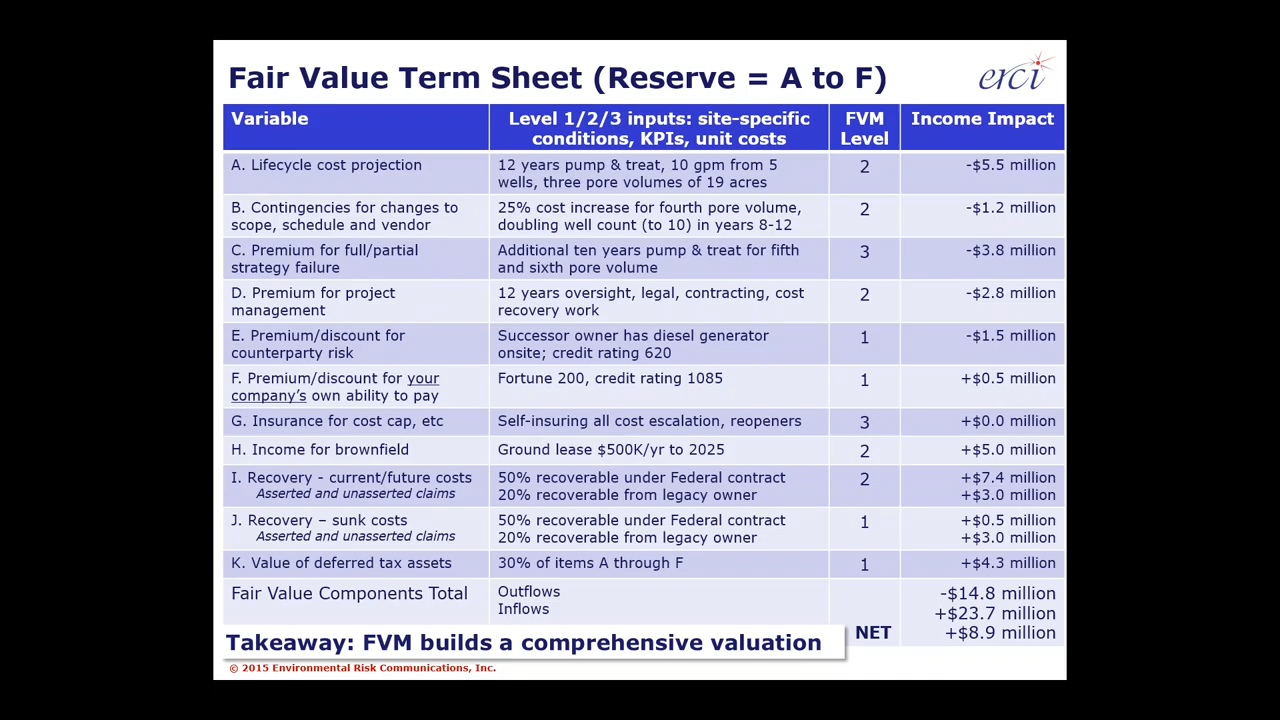 Fair Value Term Sheet (Reserve = A to F)
erci
Variable
Level 1/2/3 inputs: site-specific
conditions, KPIs, unit costs
FVM
Level
Income Impact
A. Lifecycle cost projection
12 years pump & treat, 10 gpm from 5
wells, three pore volumes of 19 acres
2
-$5.5 million
B. Contingencies for changes to
scope, schedule and vendor
25% cost increase for fourth pore volume,
doubling well count (to 10) in years 8-12
2
-$1.2 million
C. Premium for full/partial
strategy failure
Additional ten years pump & treat for fifth
and sixth pore volume
3
-$3.8 million
D. Premium for project
management
12 years oversight, legal, contracting, cost
recovery work
2
-$2.8 million
E. Premium/discount for
counterparty risk
Successor owner has diesel generator
onsite; credit rating 620
1
-$1.5 million
F. Premium/discount for your
company’s own ability to pay
Fortune 200, credit rating 1085
1
+$0.5 million
G. Insurance for cost cap, etc
Self-insuring all cost escalation, reopeners
3
+$0.0 million
H. Income for brownfield
Ground lease $500K/yr to 2025
2
+$5.0 million
I. Recovery - current/future costs
Asserted and unasserted claims
50% recoverable under Federal contract
20% recoverable from legacy owner
2
+$7.4 million
+$3.0 million
J. Recovery – sunk costs
Asserted and unasserted claims
50% recoverable under Federal contract
20% recoverable from legacy owner
1
+$0.5 million
+$3.0 million
K. Value of deferred tax assets
30% of items A through F
1
+$4.3 million
Fair Value Components Total
Outflows
Inflows
NET
-$14.8 million
+$23.7 million
+$8.9 million
Takeaway: FVM builds a comprehensive valuation
© 2015 Environmental Risk Communications, Inc.